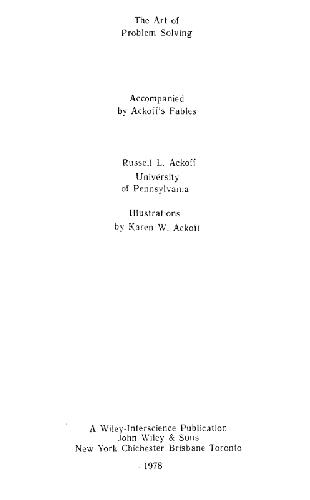 The Art of
Problem Solving
Accompanied
by Ackoff's Fables
Russell L. Ackoff
University
of Pennsylvania
Illustrations
by Karen W. Ackoff
A Wiley-Interscience Publication
John Wiley & Sons
New York Chichester Brisbane Toronto
1978